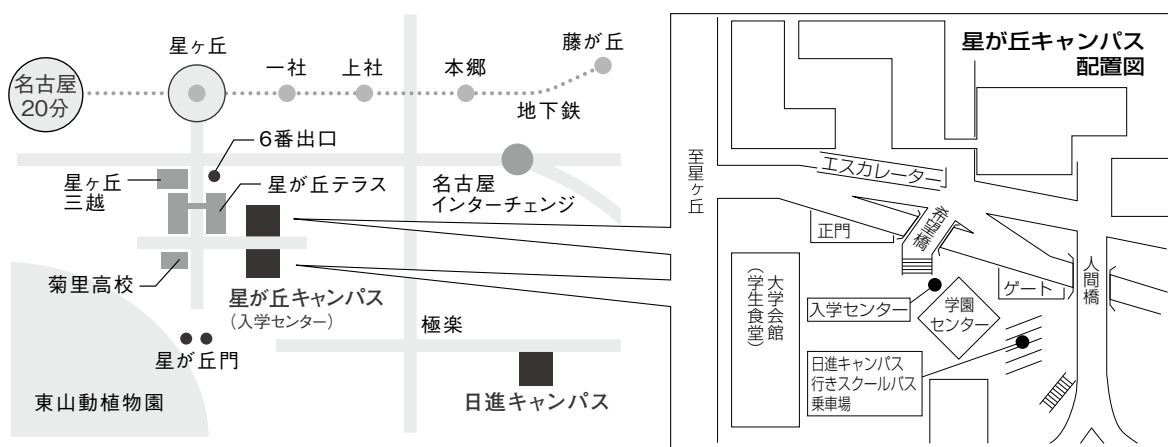 名古屋
20分
星ヶ丘
一社
上社
本郷
藤が丘
地下鉄
6番出口
星ヶ丘
三越
星が丘テラス
名古屋
インターチェンジ
菊里高校
星が丘キャンパス
(入学センター)
星が丘門
極楽
東山動植物園
日進キャンパス
星が丘キャンパス
配置図
至星ヶ丘
エスカレーター
希望橋
正門
人間橋
ゲート
大学会館
(学生食堂)
入学センター
学園
センター
日進キャンパス
行きスクールバス
乗車場